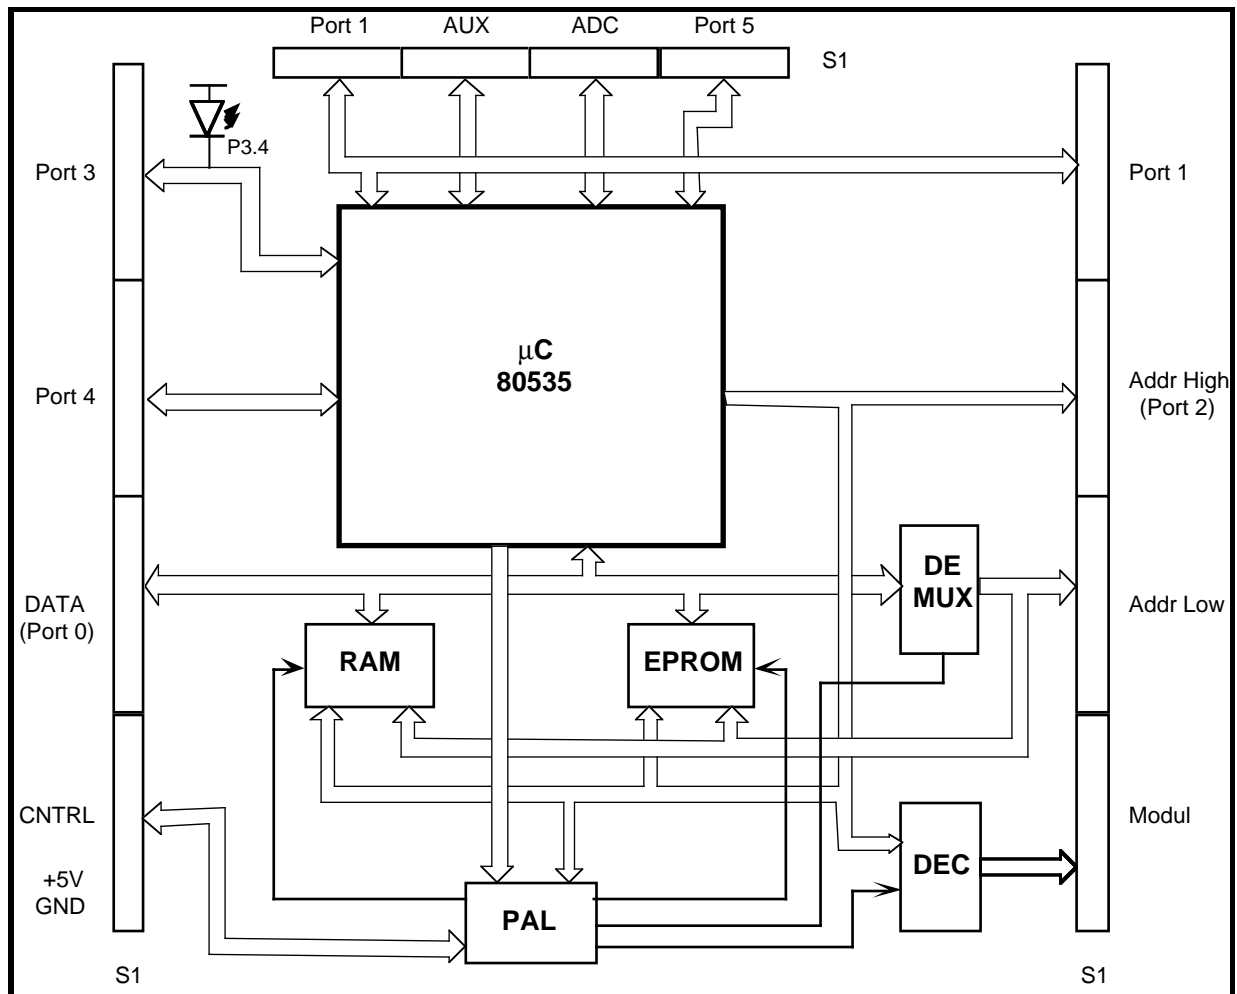 Port 1
AUX
ADC
Port 5
S1
P3.4
Port 3
Port 1
µC
80535
Port 4
Addr High
(Port 2)
DE
MUX
DATA
(Port 0)
Addr Low
RAM
EPROM
CNTRL
Modul
DEC
+5V
GND
PAL
S1
S1